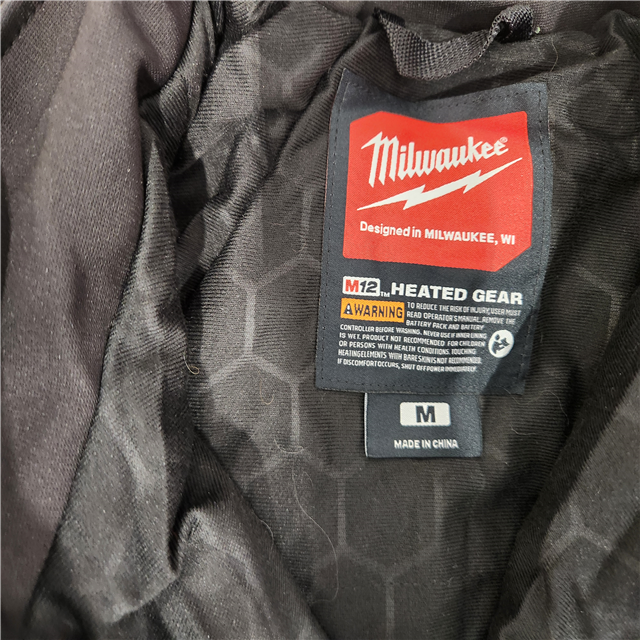 Milwaukee
Designed in MILWAUKEE, WI
M12™ HEATED GEAR
WARNING TO REDUCE THE RISK OF INJURY, USER MUST
READ OPERATOR'S MANUAL. REMOVE THE
BATTERY PACK AND BATTERY
CONTROLLER BEFORE WASHING. NEVER USE IF INNER LINING
IS WET. PRODUCT NOT RECOMMENDED FOR CHILDREN
OR PERSONS WITH HEALTH CONDITIONS. TOUCHING
HEATING ELEMENTS WITH BARE SKIN IS NOT RECOMMENDED.
IF DISCOMFORT OCCURS, SHUT OFF POWER IMMEDIATELY.
M
MADE IN CHINA